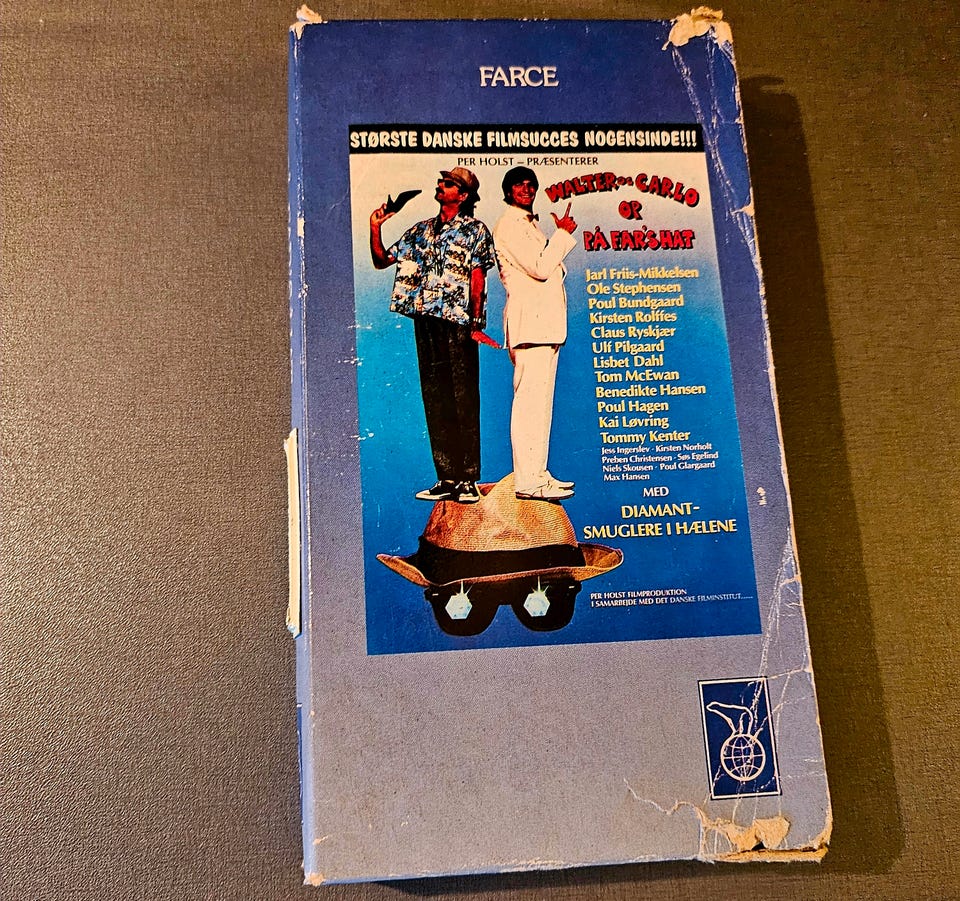 FARCE
STØRSTE DANSKE FILMSUCCES NOGENSINDE!!!
PER HOLST – PRÆSENTERER
WALTER OG CARLO
OP
PÅ FAR'S HAT
Jarl Friis-Mikkelsen
Ole Stephensen
Poul Bundgaard
Kirsten Rolffes
Claus Ryskjær
Ulf Pilgaard
Lisbet Dahl
Tom McEwan
Benedikte Hansen
Poul Hagen
Kai Løvring
Tommy Kenter
Jess Ingerslev · Kirsten Norholt
Preben Christensen · Søs Egelind
Niels Skousen · Poul Glargaard
Max Hansen
MED
DIAMANT-
SMUGLERE I HÆLENE
PER HOLST FILMPRODUKTION
I SAMARBEJDE MED DET DANSKE FILMINSTITUT......